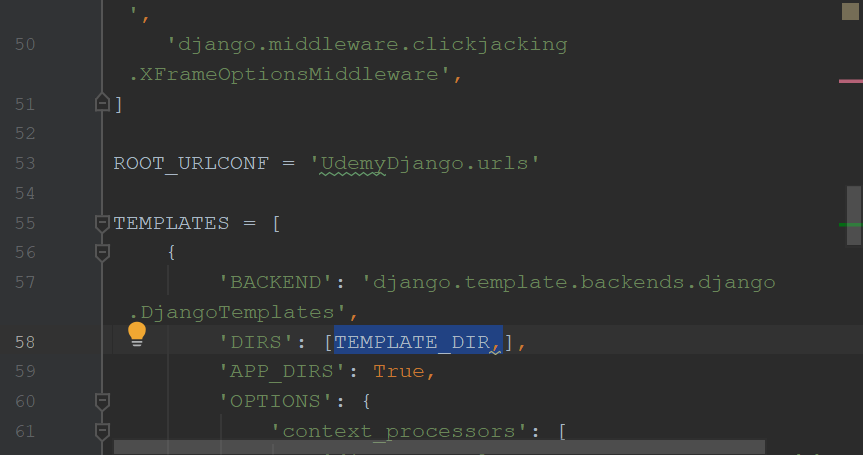 ',
50 'django.middleware.clickjacking
.XFrameOptionsMiddleware',
51 ]
52
53 ROOT_URLCONF = 'UdemyDjango.urls'
54
55 TEMPLATES = [
56 {
57 'BACKEND': 'django.template.backends.django
.DjangoTemplates',
58 'DIRS': [TEMPLATE_DIR,],
59 'APP_DIRS': True,
60 'OPTIONS': {
61 'context_processors': [